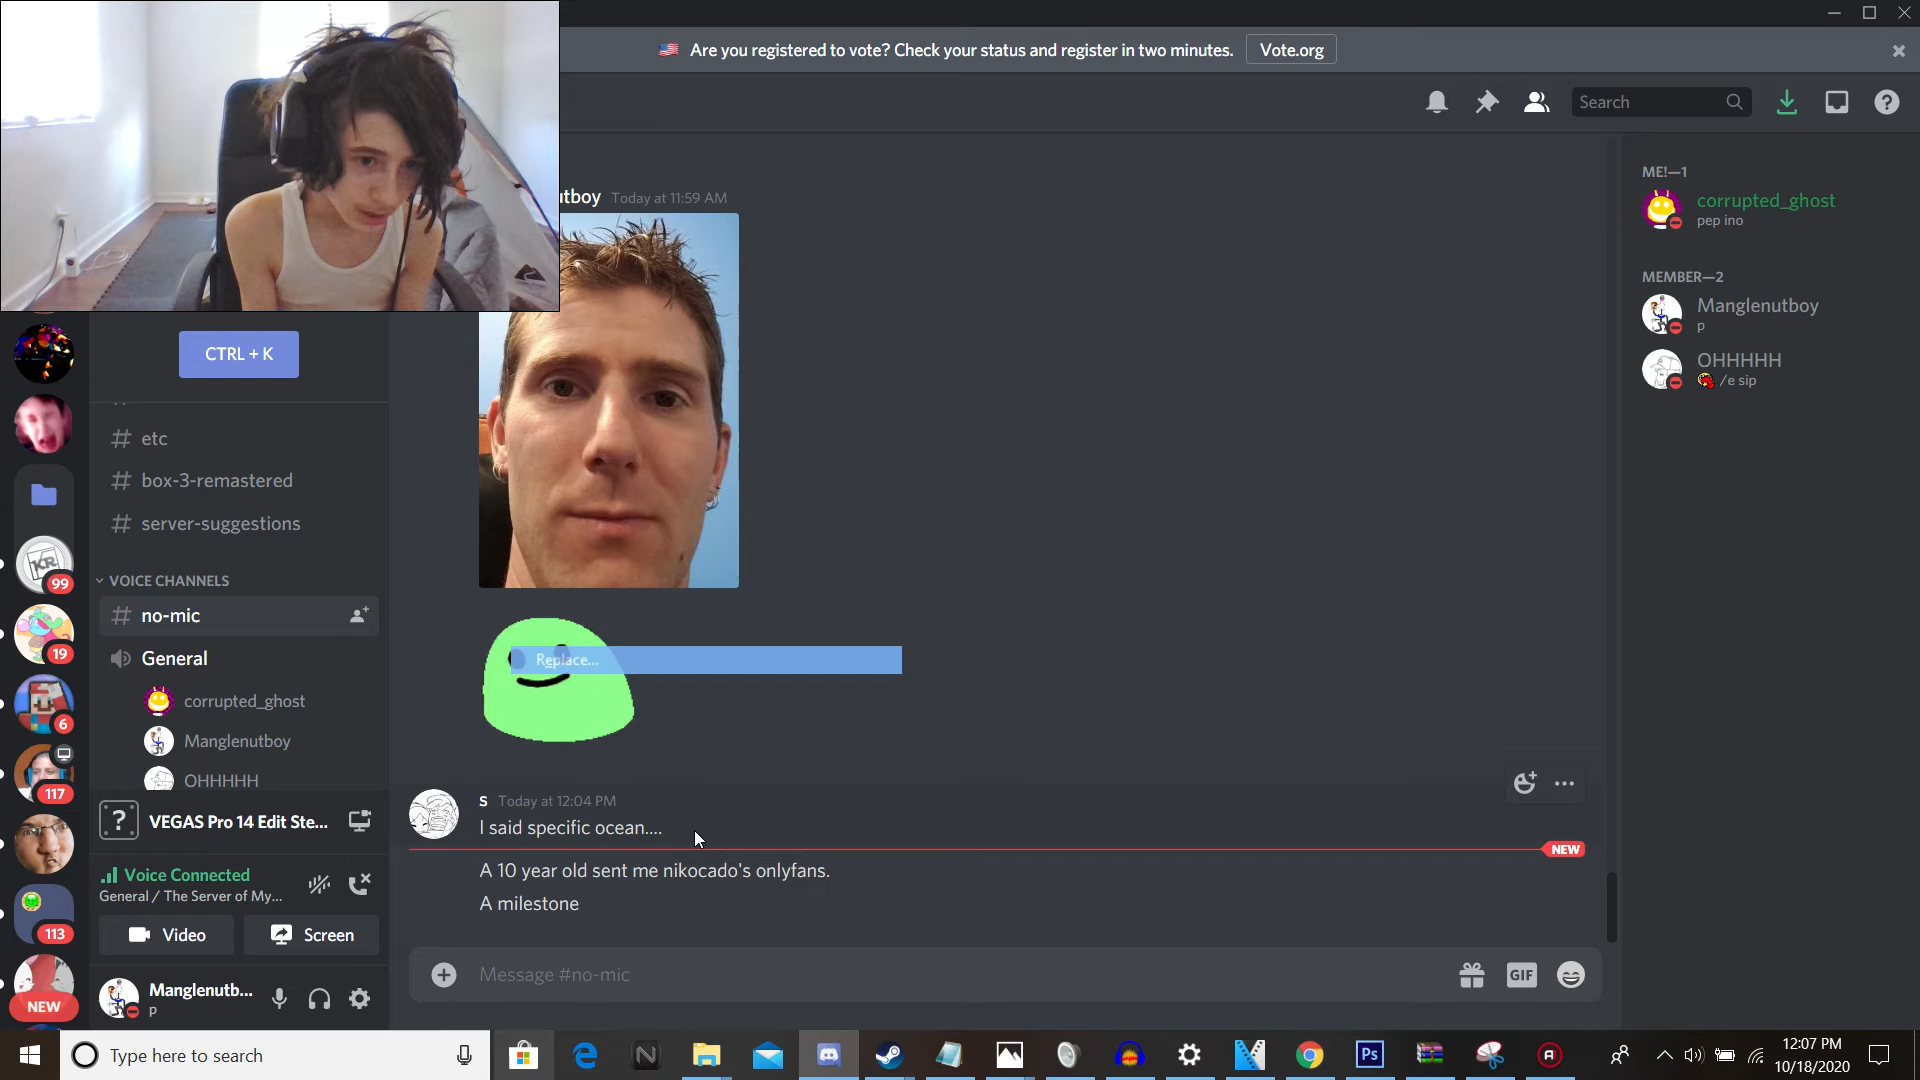 Are you registered to vote? Check your status and register in two minutes.
Vote.org
Search
utboy Today at 11:59 AM
ME!—1
corrupted_ghost
pep ino
MEMBER—2
Manglenutboy
p
OHHHHH
/e sip
CTRL + K
etc
box-3-remastered
server-suggestions
VOICE CHANNELS
no-mic
General
corrupted_ghost
Manglenutboy
OHHHHH
KR
99
19
6
117
113
NEW
VEGAS Pro 14 Edit Ste...
Voice Connected
General / The Server of My...
Video
Screen
Manglenutb...
p
Replace...
S Today at 12:04 PM
I said specific ocean....
NEW
A 10 year old sent me nikocado's onlyfans.
A milestone
Message #no-mic
GIF
Type here to search
Ps
12:07 PM
10/18/2020